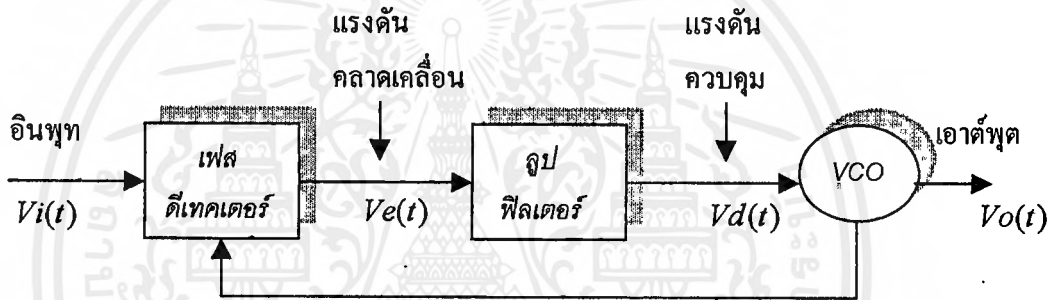 แรงดัน
คลาดเคลื่อน
แรงดัน
ควบคุม
อินพุท
เฟส
ดีเทคเตอร์
ลูป
ฟิลเตอร์
VCO
เอาต์พุต
Vi(t)
Ve(t)
Vd(t)
Vo(t)